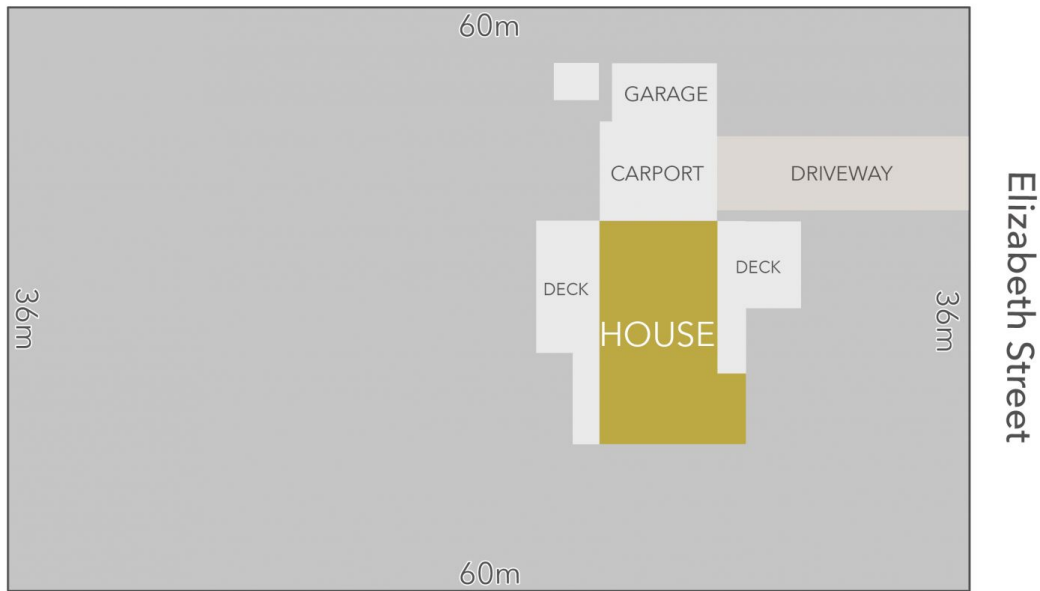 60m
GARAGE
CARPORT
DRIVEWAY
Elizabeth Street
DECK
DECK
36m
HOUSE
36m
60m